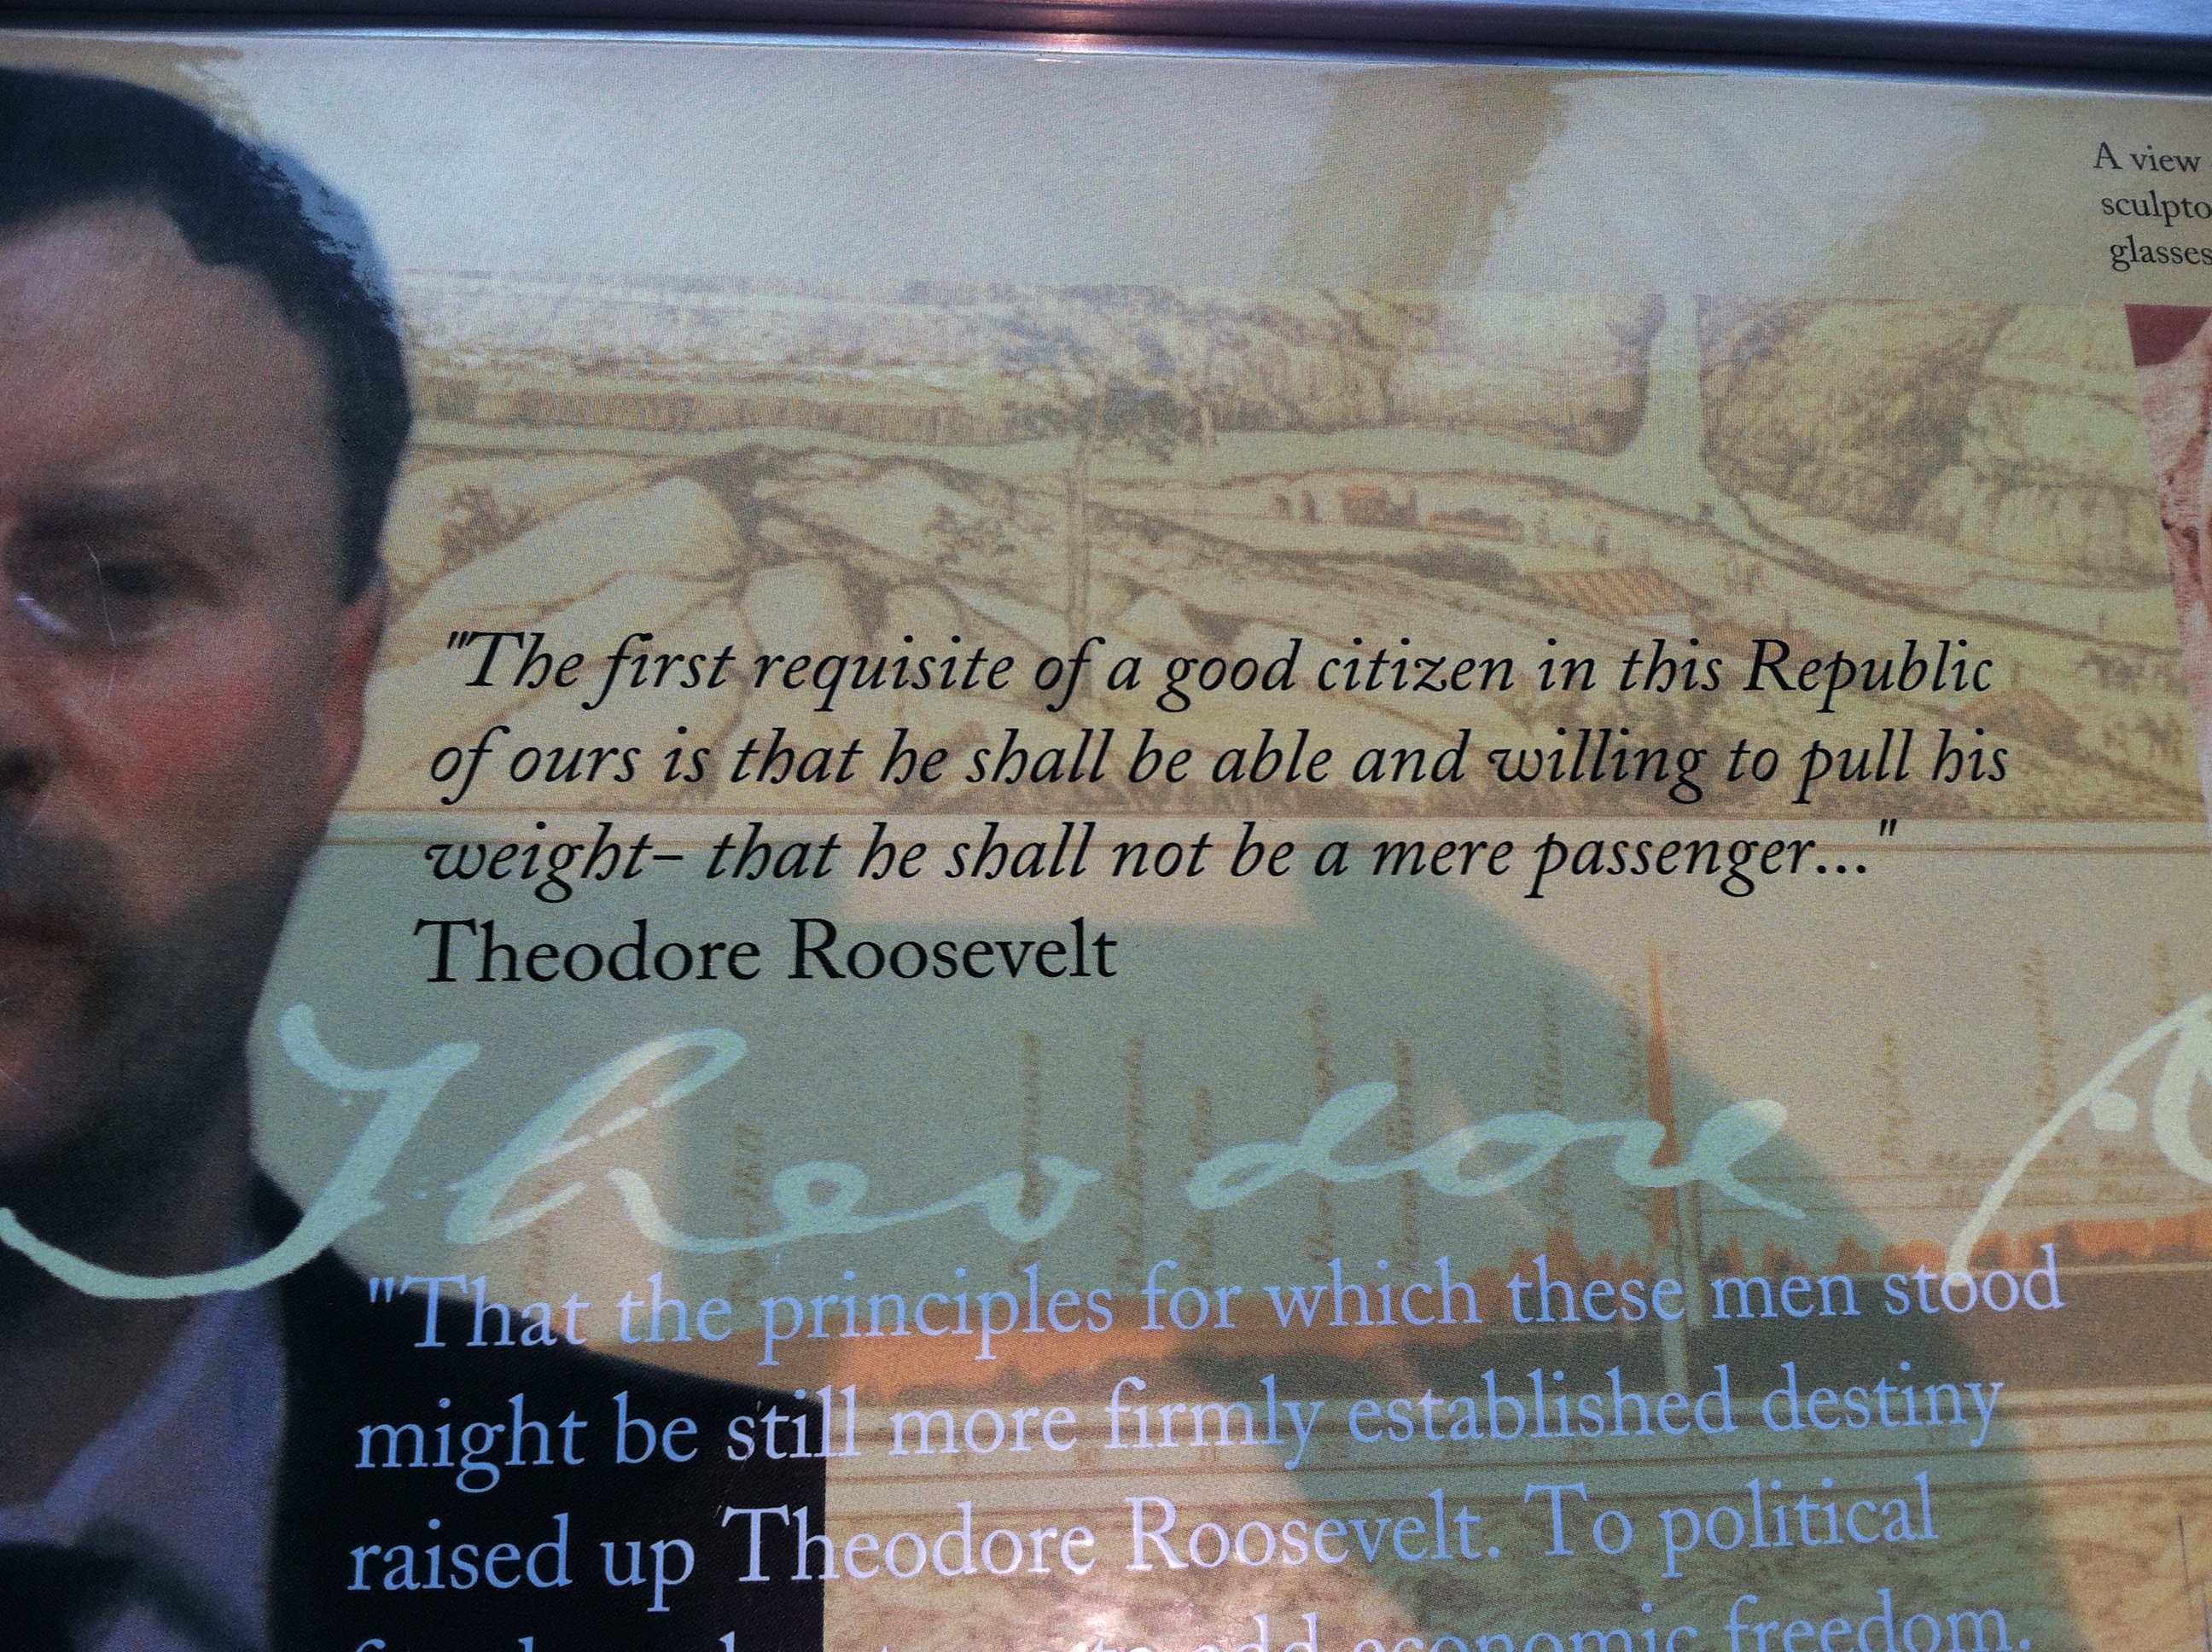 A view
sculpto
glasses
"The first requisite of a good citizen in this Republic
of ours is that he shall be able and willing to pull his
weight– that he shall not be a mere passenger..."
Theodore Roosevelt
Theodore
"That the principles for which these men stood
might be still more firmly established destiny
raised up Theodore Roosevelt. To political
add economic freedom.